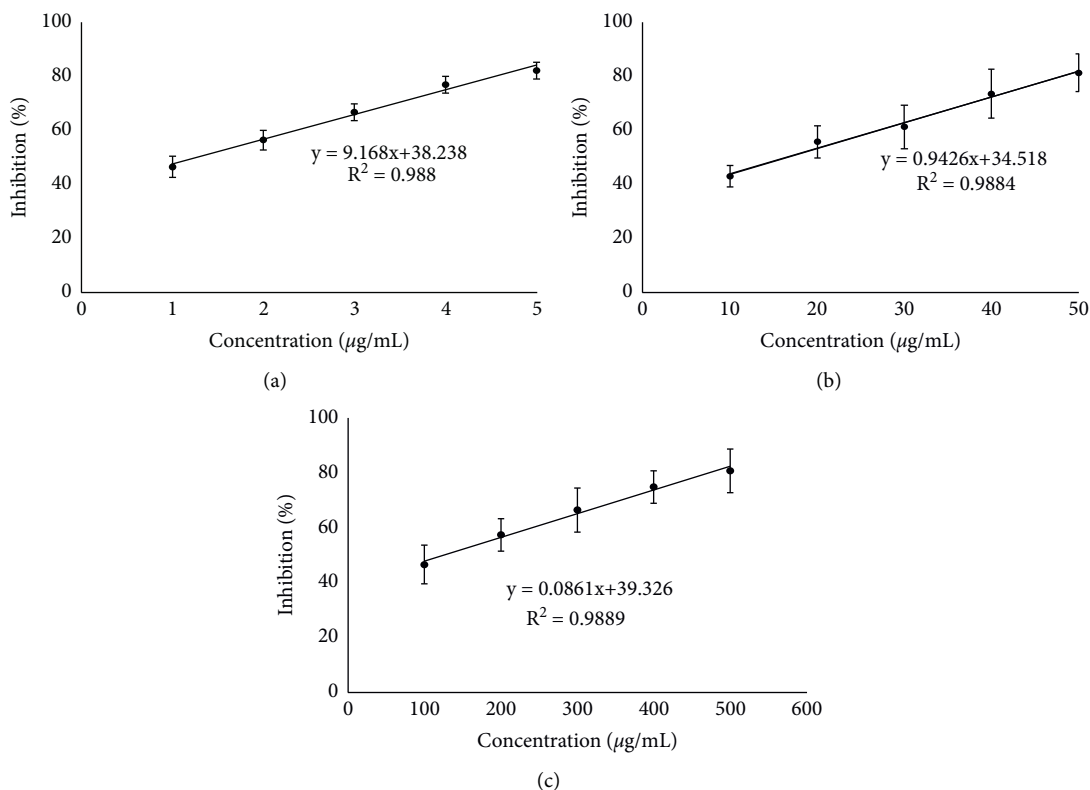 100
80
60
40
20
0
Inhibition (%)
y = 9.168x+38.238
R² = 0.988
0 1 2 3 4 5
Concentration (μg/mL)
(a)
100
80
60
40
20
0
Inhibition (%)
y = 0.9426x+34.518
R² = 0.9884
0 10 20 30 40 50
Concentration (μg/mL)
(b)
100
80
60
40
20
0
Inhibition (%)
y = 0.0861x+39.326
R² = 0.9889
0 100 200 300 400 500 600
Concentration (μg/mL)
(c)